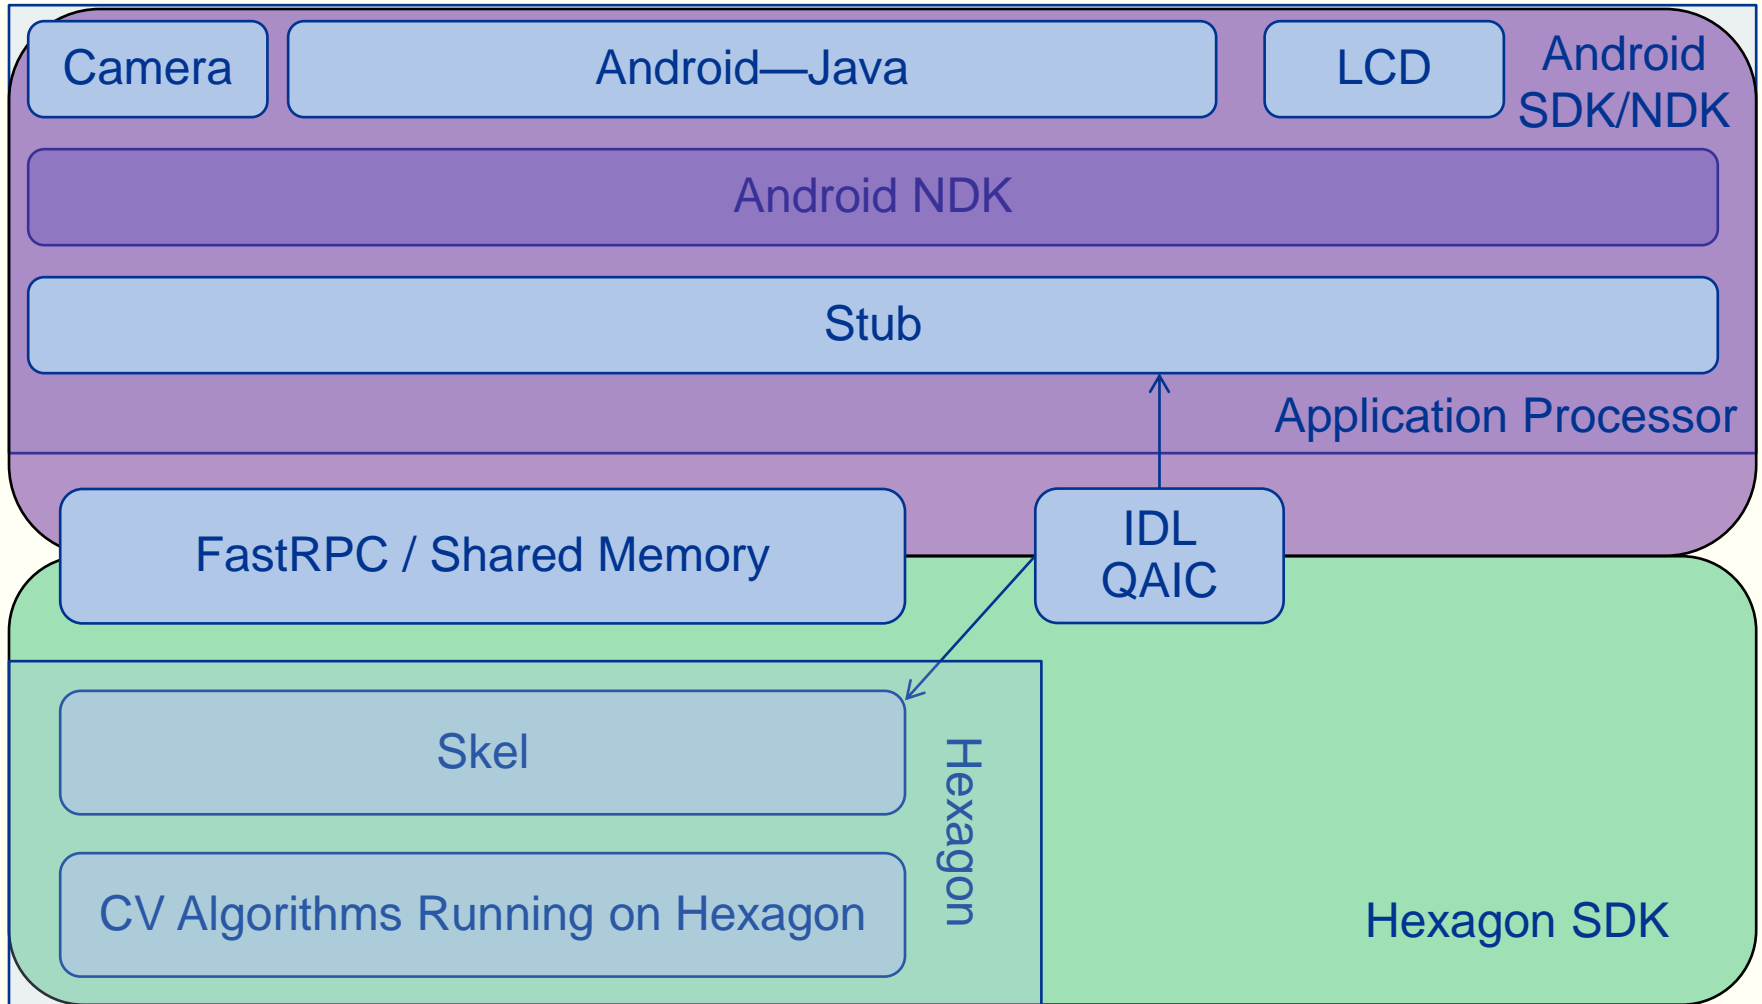 Camera
Android—Java
LCD
Android
SDK/NDK
Android NDK
Stub
Application Processor
FastRPC / Shared Memory
IDL
QAIC
Skel
Hexagon
CV Algorithms Running on Hexagon
Hexagon SDK